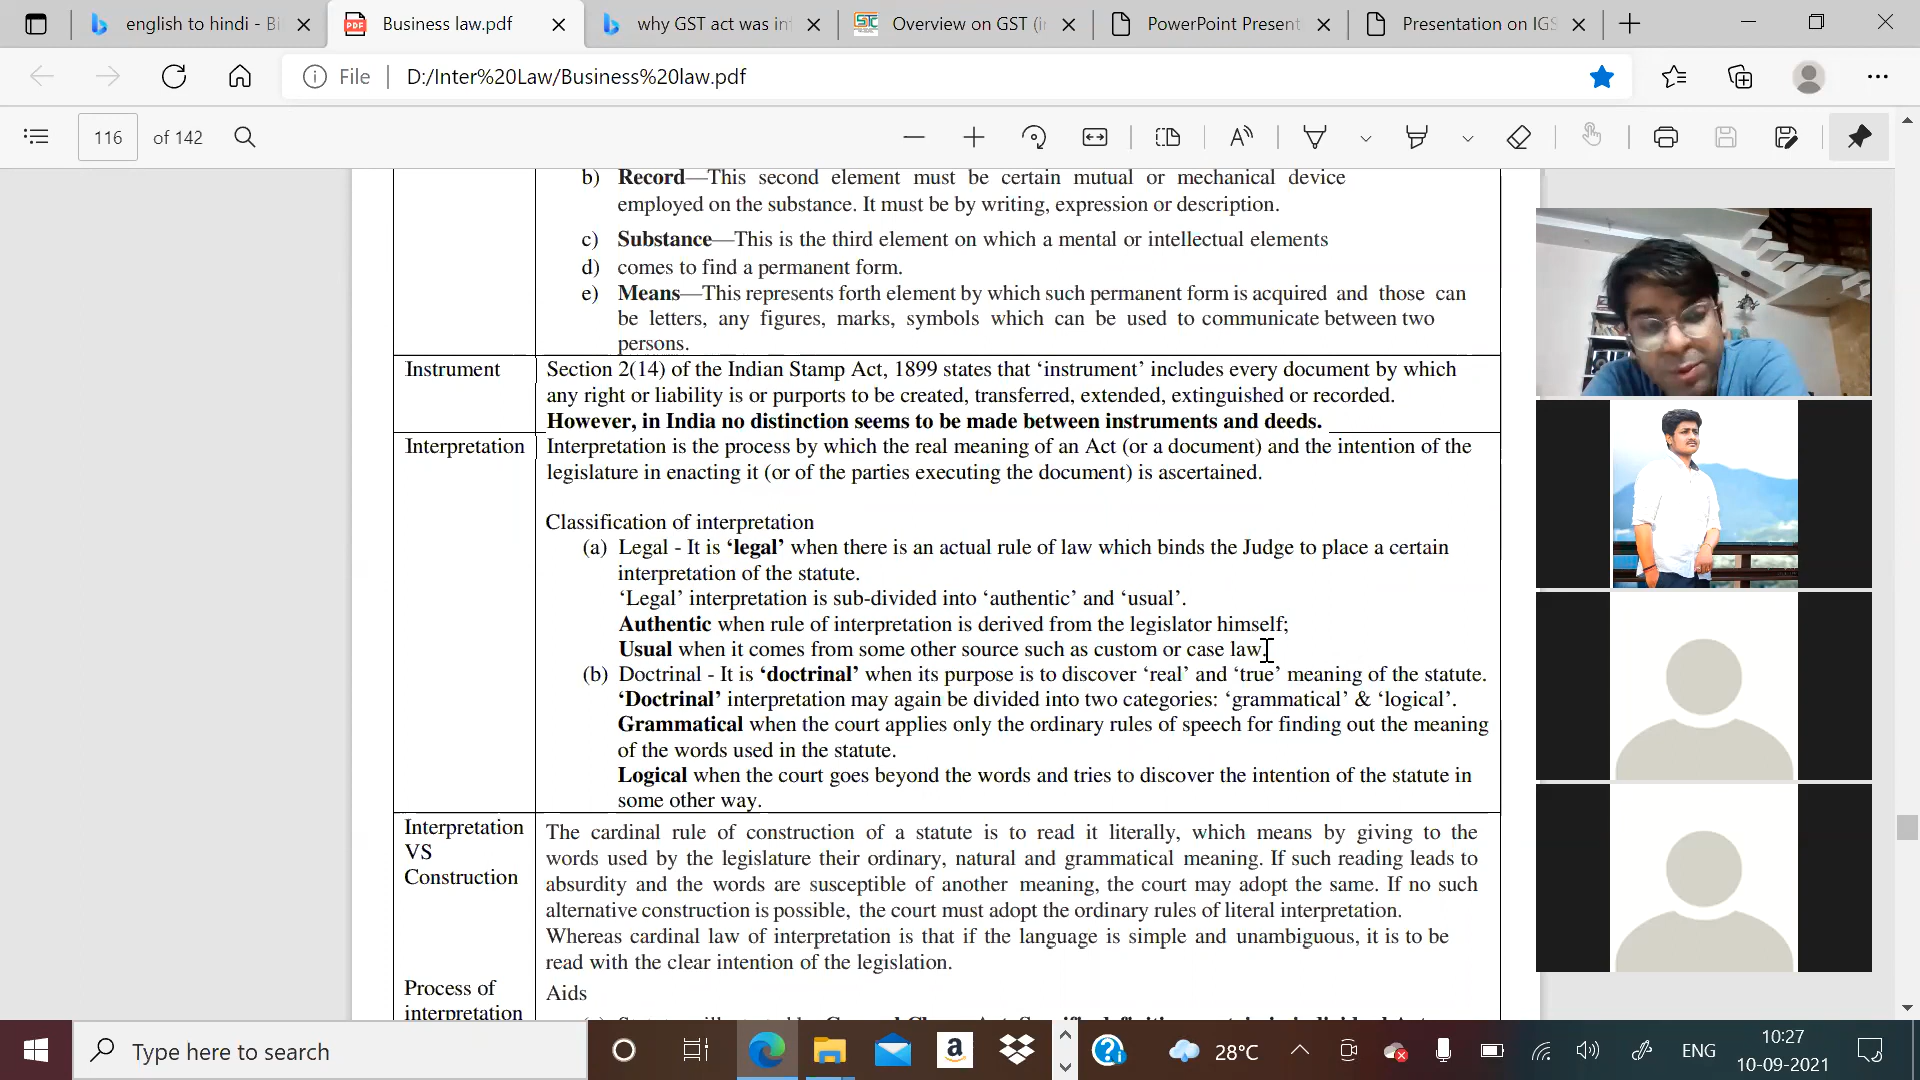 english to hindi - Bi
Business law.pdf
why GST act was in
Overview on GST (i
PowerPoint Present
Presentation on IGS
File
D:/Inter%20Law/Business%20law.pdf
116 of 142
b) Record—This second element must be certain mutual or mechanical device
employed on the substance. It must be by writing, expression or description.
c) Substance—This is the third element on which a mental or intellectual elements
d) comes to find a permanent form.
e) Means—This represents forth element by which such permanent form is acquired and those can
be letters, any figures, marks, symbols which can be used to communicate between two
persons.
Instrument
Section 2(14) of the Indian Stamp Act, 1899 states that ‘instrument’ includes every document by which
any right or liability is or purports to be created, transferred, extended, extinguished or recorded.
However, in India no distinction seems to be made between instruments and deeds.
Interpretation
Interpretation is the process by which the real meaning of an Act (or a document) and the intention of the
legislature in enacting it (or of the parties executing the document) is ascertained.
Classification of interpretation
(a) Legal - It is ‘legal’ when there is an actual rule of law which binds the Judge to place a certain
interpretation of the statute.
‘Legal’ interpretation is sub-divided into ‘authentic’ and ‘usual’.
Authentic when rule of interpretation is derived from the legislator himself;
Usual when it comes from some other source such as custom or case law.
(b) Doctrinal - It is ‘doctrinal’ when its purpose is to discover ‘real’ and ‘true’ meaning of the statute.
‘Doctrinal’ interpretation may again be divided into two categories: ‘grammatical’ & ‘logical’.
Grammatical when the court applies only the ordinary rules of speech for finding out the meaning
of the words used in the statute.
Logical when the court goes beyond the words and tries to discover the intention of the statute in
some other way.
Interpretation
VS
Construction
The cardinal rule of construction of a statute is to read it literally, which means by giving to the
words used by the legislature their ordinary, natural and grammatical meaning. If such reading leads to
absurdity and the words are susceptible of another meaning, the court may adopt the same. If no such
alternative construction is possible, the court must adopt the ordinary rules of literal interpretation.
Whereas cardinal law of interpretation is that if the language is simple and unambiguous, it is to be
read with the clear intention of the legislation.
Process of
interpretation
Aids
Type here to search
28°C
ENG
10:27
10-09-2021